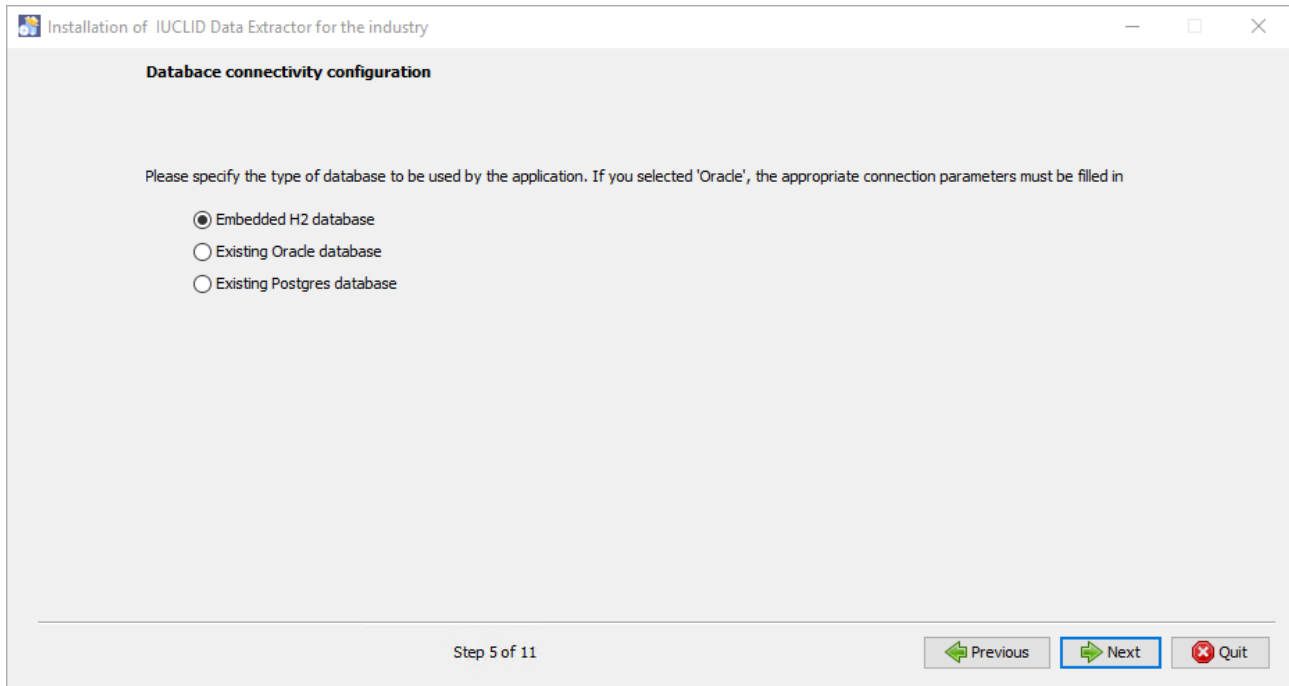 Installation of IUCLID Data Extractor for the industry
Databace connectivity configuration
Please specify the type of database to be used by the application. If you selected 'Oracle', the appropriate connection parameters must be filled in
Embedded H2 database
Existing Oracle database
Existing Postgres database
Step 5 of 11
Previous
Next
Quit